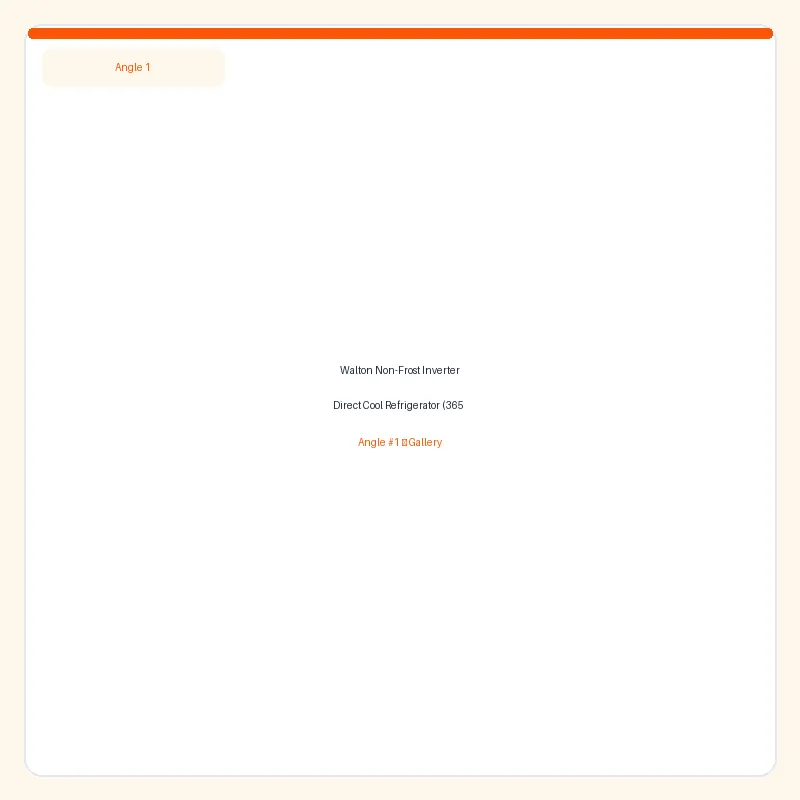 Angle 1
Walton Non-Frost Inverter
Direct Cool Refrigerator (365
Angle #1 Gallery